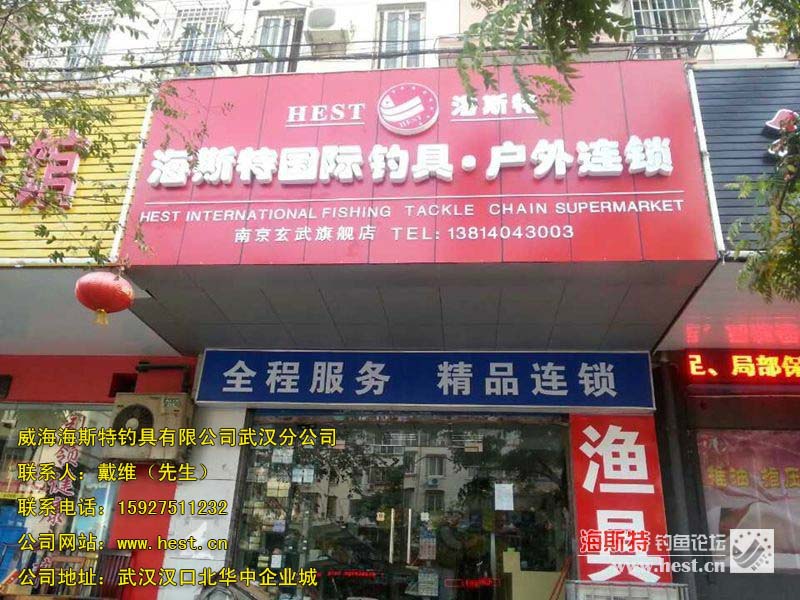 HEST 海斯特
HEST
海斯特国际钓具·户外连锁
HEST INTERNATIONAL FISHING TACKLE CHAIN SUPERMARKET
南京玄武旗舰店 TEL: 13814043003
全程服务 精品连锁
足、局部保
渔具
威海海斯特钓具有限公司武汉分公司
联系人：戴维（先生）
联系电话：15927511232
公司网站：www.hest.cn
公司地址：武汉汉口北华中企业城
海斯特钓鱼论坛
www.hest.cn